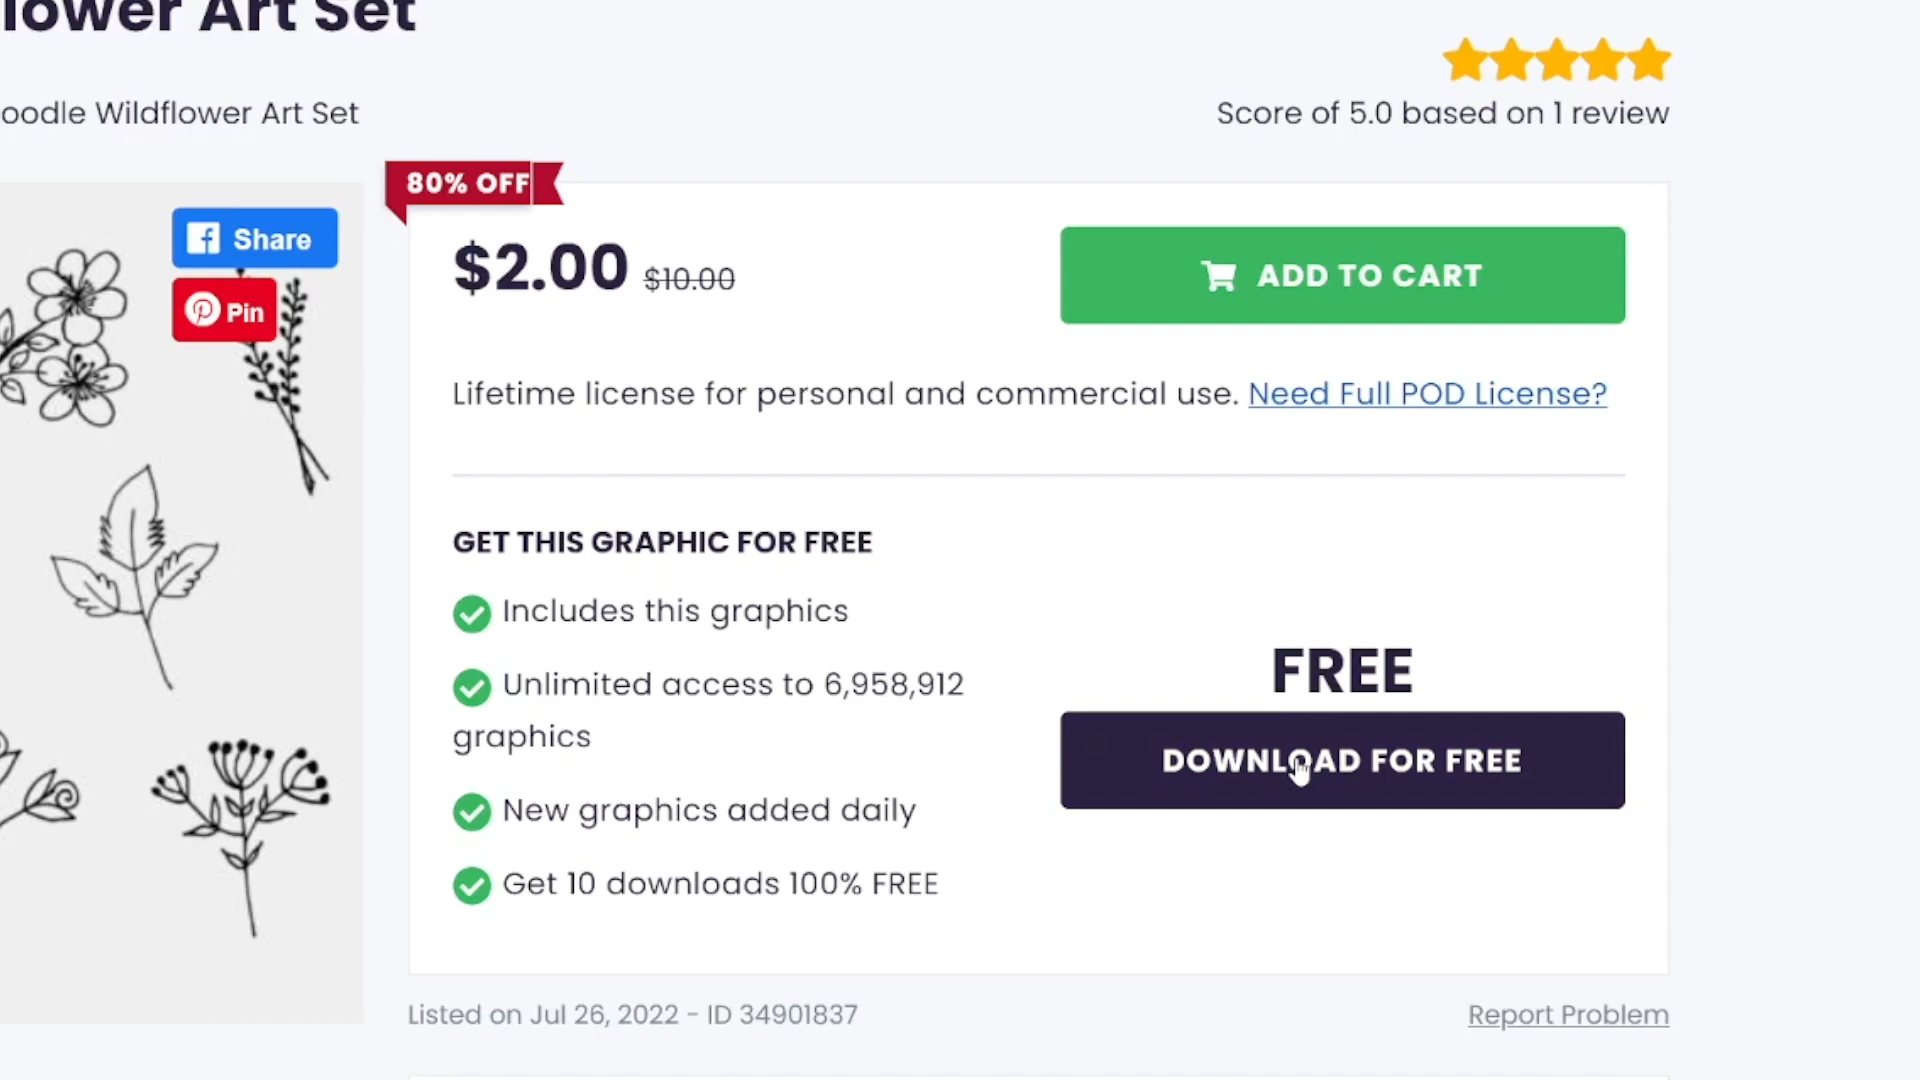 lower Art Set
oodle Wildflower Art Set
Score of 5.0 based on 1 review
80% OFF
Share
Pin
$2.00 $10.00
ADD TO CART
Lifetime license for personal and commercial use. Need Full POD License?
GET THIS GRAPHIC FOR FREE
Includes this graphics
Unlimited access to 6,958,912
graphics
New graphics added daily
Get 10 downloads 100% FREE
FREE
DOWNLOAD FOR FREE
Listed on Jul 26, 2022 - ID 34901837
Report Problem